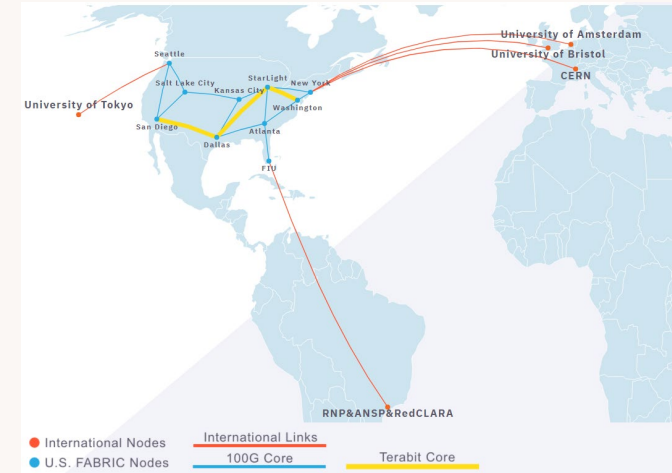 University of Amsterdam
University of Bristol
CERN
Seattle
Salt Lake City
StarLight
New York
Kansas City
University of Tokyo
Washington
San Diego
Atlanta
Dallas
FIU
RNP&ANSP&RedCLARA
International Nodes
International Links
U.S. FABRIC Nodes
100G Core
Terabit Core